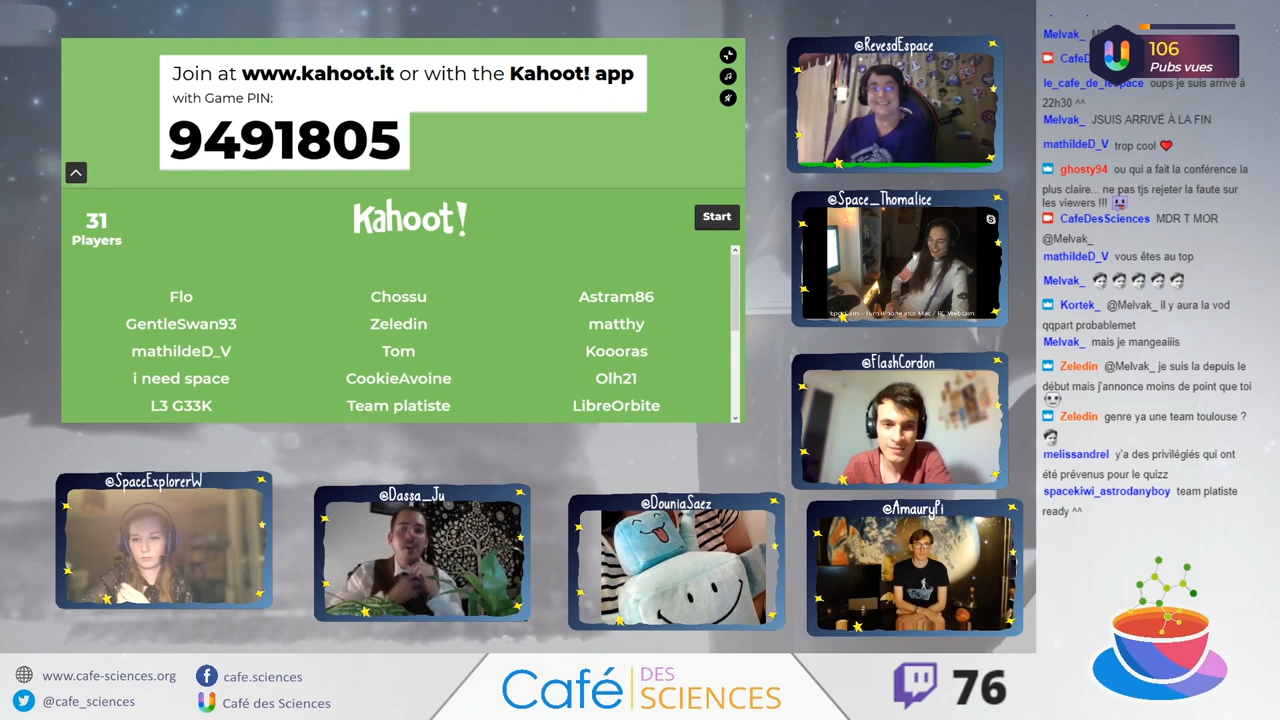 Join at www.kahoot.it or with the Kahoot! app
with Game PIN:
9491805
31
Players
Kahoot!
Start
Flo
Chossu
Astram86
GentleSwan93
Zeledin
matthy
mathildeD_V
Tom
Koooras
i need space
CookieAvoine
Olh21
L3 G33K
Team platiste
LibreOrbite
@RevesdEspace
@Space_Thomalice
@FlashCordon
@SpaceExplorerW
@Dassa_Ju
@DouniaSaez
@AmauryPi
106
Pubs vues
Melvak_
CafeD
le_cafe_de_lespace oups je suis arrivé à
22h30 ^^
Melvak_ JSUIS ARRIVÉ À LA FIN
mathildeD_V trop cool
ghosty94 ou qui a fait la conférence la
plus claire... ne pas tjs rejeter la faute sur
les viewers !!!
CafeDesSciences MDR T MOR
@Melvak_
mathildeD_V vous êtes au top
Melvak_
Kortek_ @Melvak_ il y aura la vod
qqpart probablemet
Melvak_ mais je mangeaiiis
Zeledin @Melvak_ je suis la depuis le
début mais j'annonce moins de point que toi
Zeledin genre ya une team toulouse ?
melissandrel y'a des privilégiés qui ont
été prévenus pour le quizz
spacekiwi_astrodanyboy team platiste
ready ^^
www.cafe-sciences.org
cafe.sciences
@cafe_sciences
Café des Sciences
Café DES SCIENCES
76